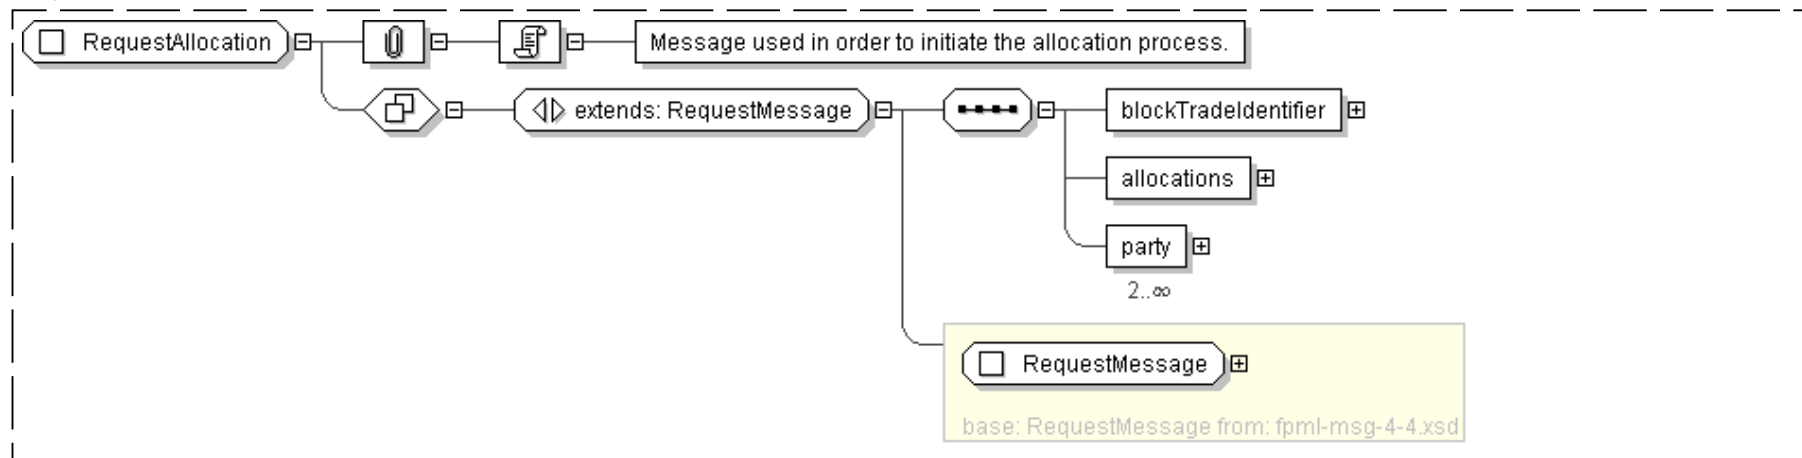 RequestAllocation
Message used in order to initiate the allocation process.
extends: RequestMessage
blockTradeIdentifier
allocations
party
2..∞
RequestMessage
base: RequestMessage from: fpml-msg-4-4.xsd